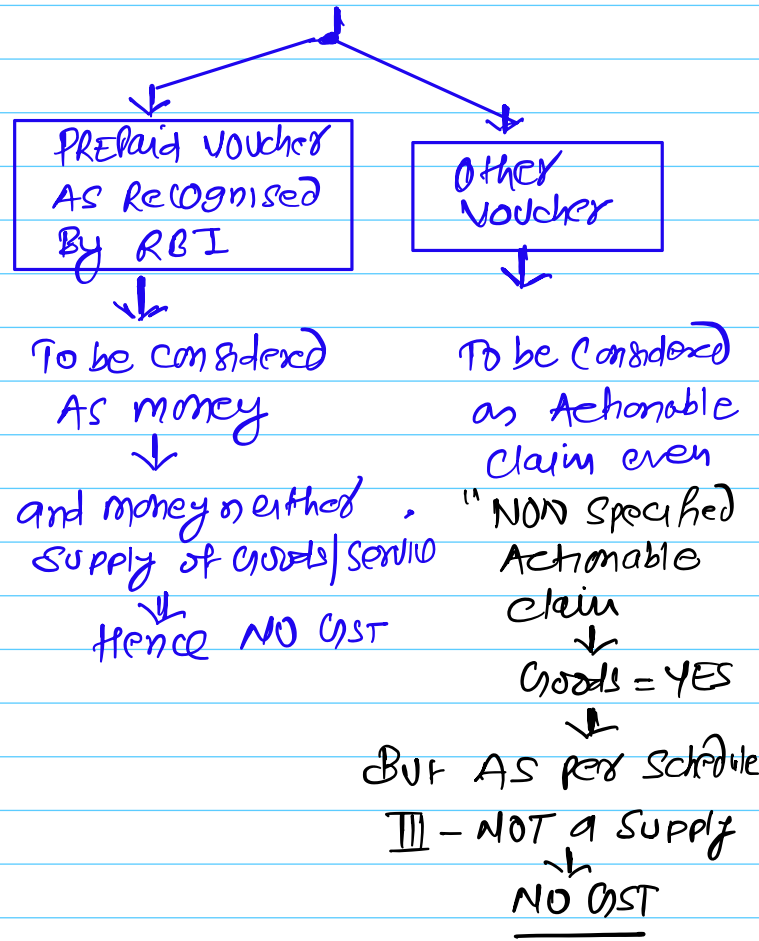 PREPaid VOUCher
AS Recognised
By RBI
To be considered
AS money
and money neither
supply of Goods/Service
Hence NO GST
Other
Voucher
To be Considered
as Actionable
Claim even
"NON Specified
Actionable
Claim
Goods = YES
But AS per Schedule
III - NOT a Supply
NO GST